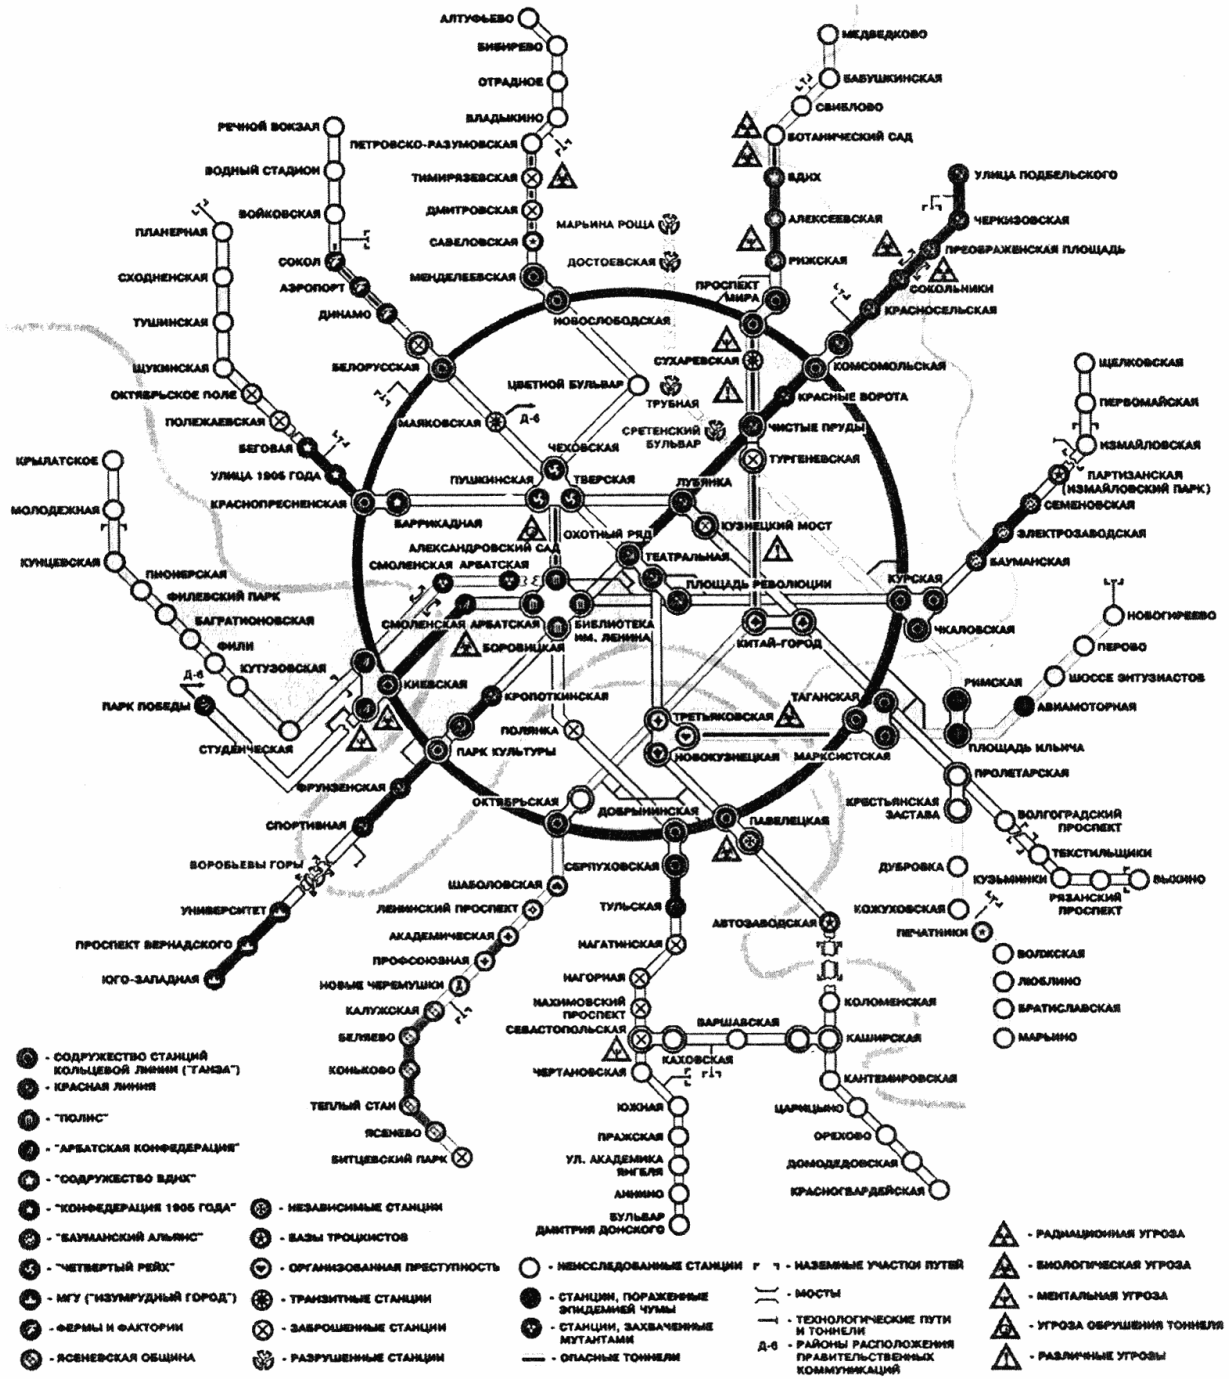 АЛТУФЬЕВО
БИБИРЕВО
ОТРАДНОЕ
ВЛАДЫКИНО
ПЕТРОВСКО-РАЗУМОВСКАЯ
ТИМИРЯЗЕВСКАЯ
ДМИТРОВСКАЯ
САВЕЛОВСКАЯ
МЕНДЕЛЕЕВСКАЯ
НОВОСЛОБОДСКАЯ
МЕДВЕДКОВО
БАБУШКИНСКАЯ
СВИБЛОВО
БОТАНИЧЕСКИЙ САД
ВДНХ
АЛЕКСЕЕВСКАЯ
РИЖСКАЯ
ПРОСПЕКТ
МИРА
МАРЬИНА РОЩА
ДОСТОЕВСКАЯ
УЛИЦА ПОДБЕЛЬСКОГО
ЧЕРКИЗОВСКАЯ
ПРЕОБРАЖЕНСКАЯ ПЛОЩАДЬ
СОКОЛЬНИКИ
КРАСНОСЕЛЬСКАЯ
КОМСОМОЛЬСКАЯ
КРАСНЫЕ ВОРОТА
ЧИСТЫЕ ПРУДЫ
ТУРГЕНЕВСКАЯ
СУХАРЕВСКАЯ
ТРУБНАЯ
СРЕТЕНСКИЙ
БУЛЬВАР
ЦВЕТНОЙ БУЛЬВАР
РЕЧНОЙ ВОКЗАЛ
ВОДНЫЙ СТАДИОН
ВОЙКОВСКАЯ
СОКОЛ
АЭРОПОРТ
ДИНАМО
БЕЛОРУССКАЯ
МАЯКОВСКАЯ
Д-6
ПЛАНЕРНАЯ
СХОДНЕНСКАЯ
ТУШИНСКАЯ
ЩУКИНСКАЯ
ОКТЯБРЬСКОЕ ПОЛЕ
ПОЛЕЖАЕВСКАЯ
БЕГОВАЯ
УЛИЦА 1905 ГОДА
КРАСНОПРЕСНЕНСКАЯ
БАРРИКАДНАЯ
ЧЕХОВСКАЯ
ПУШКИНСКАЯ
ТВЕРСКАЯ
ЛУБЯНКА
КУЗНЕЦКИЙ МОСТ
ОХОТНЫЙ РЯД
ТЕАТРАЛЬНАЯ
ПЛОЩАДЬ РЕВОЛЮЦИИ
АЛЕКСАНДРОВСКИЙ САД
СМОЛЕНСКАЯ АРБАТСКАЯ
СМОЛЕНСКАЯ АРБАТСКАЯ
БИБЛИОТЕКА
ИМ. ЛЕНИНА
БОРОВИЦКАЯ
КИТАЙ-ГОРОД
ЩЕЛКОВСКАЯ
ПЕРВОМАЙСКАЯ
ИЗМАЙЛОВСКАЯ
ПАРТИЗАНСКАЯ
(ИЗМАЙЛОВСКИЙ ПАРК)
СЕМЕНОВСКАЯ
ЭЛЕКТРОЗАВОДСКАЯ
БАУМАНСКАЯ
КУРСКАЯ
ЧКАЛОВСКАЯ
НОВОГИРЕЕВО
ПЕРОВО
ШОССЕ ЭНТУЗИАСТОВ
АВИАМОТОРНАЯ
РИМСКАЯ
ПЛОЩАДЬ ИЛЬИЧА
ТАГАНСКАЯ
МАРКСИСТСКАЯ
КРЫЛАТСКОЕ
МОЛОДЕЖНАЯ
КУНЦЕВСКАЯ
ПИОНЕРСКАЯ
ФИЛЕВСКИЙ ПАРК
БАГРАТИОНОВСКАЯ
ФИЛИ
КУТУЗОВСКАЯ
Д-6
ПАРК ПОБЕДЫ
СТУДЕНЧЕСКАЯ
КИЕВСКАЯ
КРОПОТКИНСКАЯ
ПОЛЯНКА
ПАРК КУЛЬТУРЫ
ТРЕТЬЯКОВСКАЯ
НОВОКУЗНЕЦКАЯ
ФРУНЗЕНСКАЯ
СПОРТИВНАЯ
ВОРОБЬЕВЫ ГОРЫ
УНИВЕРСИТЕТ
ПРОСПЕКТ ВЕРНАДСКОГО
ЮГО-ЗАПАДНАЯ
ОКТЯБРЬСКАЯ
ДОБРЫНИНСКАЯ
ПАВЕЛЕЦКАЯ
СЕРПУХОВСКАЯ
ШАБОЛОВСКАЯ
ЛЕНИНСКИЙ ПРОСПЕКТ
АКАДЕМИЧЕСКАЯ
ПРОФСОЮЗНАЯ
НОВЫЕ ЧЕРЕМУШКИ
КАЛУЖСКАЯ
БЕЛЯЕВО
КОНЬКОВО
ТЕПЛЫЙ СТАН
ЯСЕНЕВО
БИТЦЕВСКИЙ ПАРК
ТУЛЬСКАЯ
НАГАТИНСКАЯ
НАГОРНАЯ
НАХИМОВСКИЙ
ПРОСПЕКТ
СЕВАСТОПОЛЬСКАЯ
ЧЕРТАНОВСКАЯ
КАХОВСКАЯ
ВАРШАВСКАЯ
ЮЖНАЯ
ПРАЖСКАЯ
УЛ. АКАДЕМИКА
ЯНГЕЛЯ
АННИНО
БУЛЬВАР
ДМИТРИЯ ДОНСКОГО
АВТОЗАВОДСКАЯ
КОЛОМЕНСКАЯ
КАШИРСКАЯ
КАНТЕМИРОВСКАЯ
ЦАРИЦЫНО
ОРЕХОВО
ДОМОДЕДОВСКАЯ
КРАСНОГВАРДЕЙСКАЯ
ПРОЛЕТАРСКАЯ
КРЕСТЬЯНСКАЯ
ЗАСТАВА
ВОЛГОГРАДСКИЙ
ПРОСПЕКТ
ТЕКСТИЛЬЩИКИ
КУЗЬМИНКИ
РЯЗАНСКИЙ
ПРОСПЕКТ
ВЫХИНО
ДУБРОВКА
КОЖУХОВСКАЯ
ПЕЧАТНИКИ
ВОЛЖСКАЯ
ЛЮБЛИНО
БРАТИСЛАВСКАЯ
МАРЬИНО
- СОДРУЖЕСТВО СТАНЦИЙ
КОЛЬЦЕВОЙ ЛИНИИ ("ГАНЗА")
- КРАСНАЯ ЛИНИЯ
- "ПОЛИС"
- "АРБАТСКАЯ КОНФЕДЕРАЦИЯ"
- "СОДРУЖЕСТВО ВДНХ"
- "КОНФЕДЕРАЦИЯ 1905 ГОДА"
- "БАУМАНСКИЙ АЛЬЯНС"
- "ЧЕТВЕРТЫЙ РЕЙХ"
- МГУ ("ИЗУМРУДНЫЙ ГОРОД")
- ФЕРМЫ И ФАКТОРИИ
- ЯСЕНЕВСКАЯ ОБЩИНА
- НЕЗАВИСИМЫЕ СТАНЦИИ
- БАЗЫ ТРОЦКИСТОВ
- ОРГАНИЗОВАННАЯ ПРЕСТУПНОСТЬ
- ТРАНЗИТНЫЕ СТАНЦИИ
- ЗАБРОШЕННЫЕ СТАНЦИИ
- РАЗРУШЕННЫЕ СТАНЦИИ
- НЕИССЛЕДОВАННЫЕ СТАНЦИИ
- СТАНЦИИ, ПОРАЖЕННЫЕ
ЭПИДЕМИЕЙ ЧУМЫ
- СТАНЦИИ, ЗАХВАЧЕННЫЕ
МУТАНТАМИ
- ОПАСНЫЕ ТОННЕЛИ
- НАЗЕМНЫЕ УЧАСТКИ ПУТЕЙ
- МОСТЫ
- ТЕХНОЛОГИЧЕСКИЕ ПУТИ
И ТОННЕЛИ
Д-6 - РАЙОНЫ РАСПОЛОЖЕНИЯ
ПРАВИТЕЛЬСТВЕННЫХ
КОММУНИКАЦИЙ
- РАДИАЦИОННАЯ УГРОЗА
- БИОЛОГИЧЕСКАЯ УГРОЗА
- МЕНТАЛЬНАЯ УГРОЗА
- УГРОЗА ОБРУШЕНИЯ ТОННЕЛЯ
- РАЗЛИЧНЫЕ УГРОЗЫ